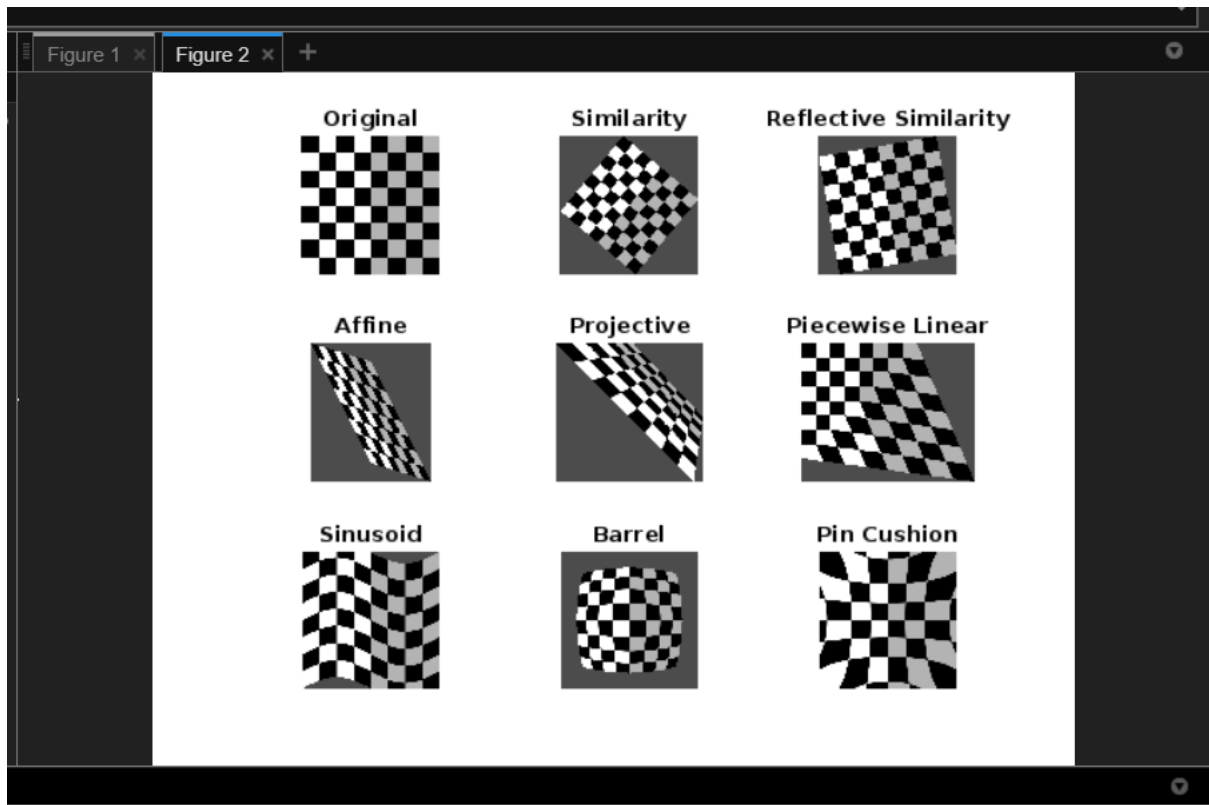 Figure 1 × Figure 2 × +
Original Similarity Reflective Similarity
Affine Projective Piecewise Linear
Sinusoid Barrel Pin Cushion